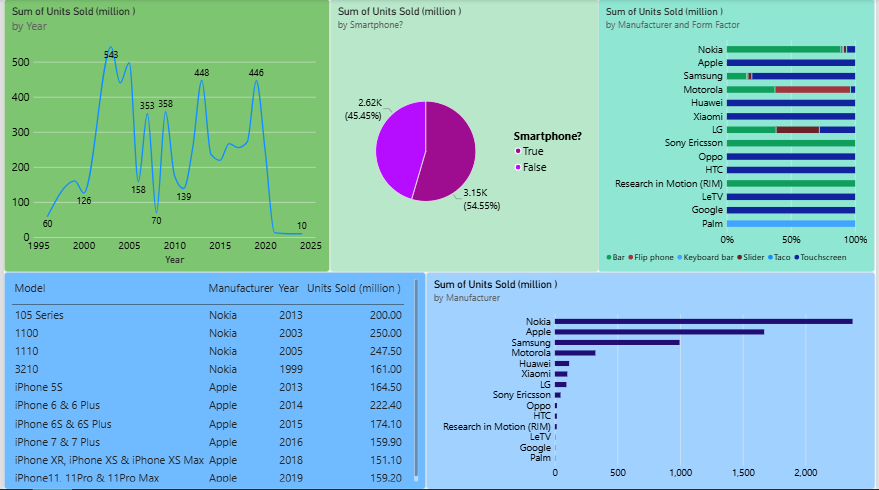 Sum of Units Sold (million )
by Year
543
500
448
446
400
353
358
300
200
158
126
139
100
60
70
10
0
1995
2000
2005
2010
2015
2020
2025
Year
Sum of Units Sold (million )
by Smartphone?
2.62K
(45.45%)
3.15K
(54.55%)
Smartphone?
True
False
Sum of Units Sold (million )
by Manufacturer and Form Factor
Nokia
Apple
Samsung
Motorola
Huawei
Xiaomi
LG
Sony Ericsson
Oppo
HTC
Research in Motion (RIM)
LeTV
Google
Palm
0%
50%
100%
Bar
Flip phone
Keyboard bar
Slider
Taco
Touchscreen
Model Manufacturer Year Units Sold (million )
105 Series Nokia 2013 200.00
1100 Nokia 2003 250.00
1110 Nokia 2005 247.50
3210 Nokia 1999 161.00
iPhone 5S Apple 2013 164.50
iPhone 6 & 6 Plus Apple 2014 222.40
iPhone 6S & 6S Plus Apple 2015 174.10
iPhone 7 & 7 Plus Apple 2016 159.90
iPhone XR, iPhone XS & iPhone XS Max Apple 2018 151.10
iPhone11, 11Pro & 11Pro Max Apple 2019 159.20
Sum of Units Sold (million )
by Manufacturer
Nokia
Apple
Samsung
Motorola
Huawei
Xiaomi
LG
Sony Ericsson
Oppo
HTC
Research in Motion (RIM)
LeTV
Google
Palm
0
500
1,000
1,500
2,000